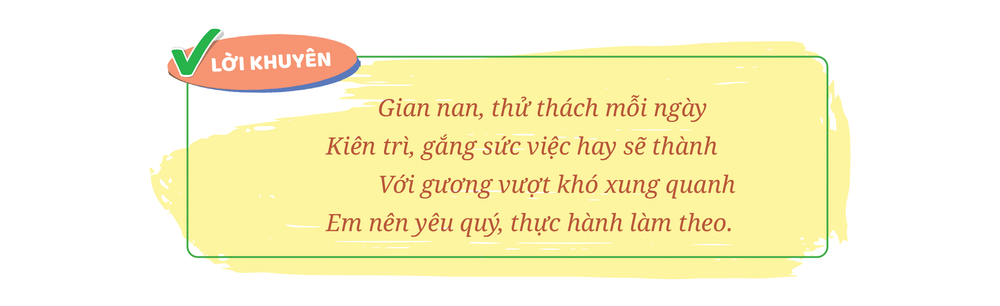 LỜI KHUYÊN
Gian nan, thử thách mỗi ngày
Kiên trì, gắng sức việc hay sẽ thành
Với gương vượt khó xung quanh
Em nên yêu quý, thực hành làm theo.